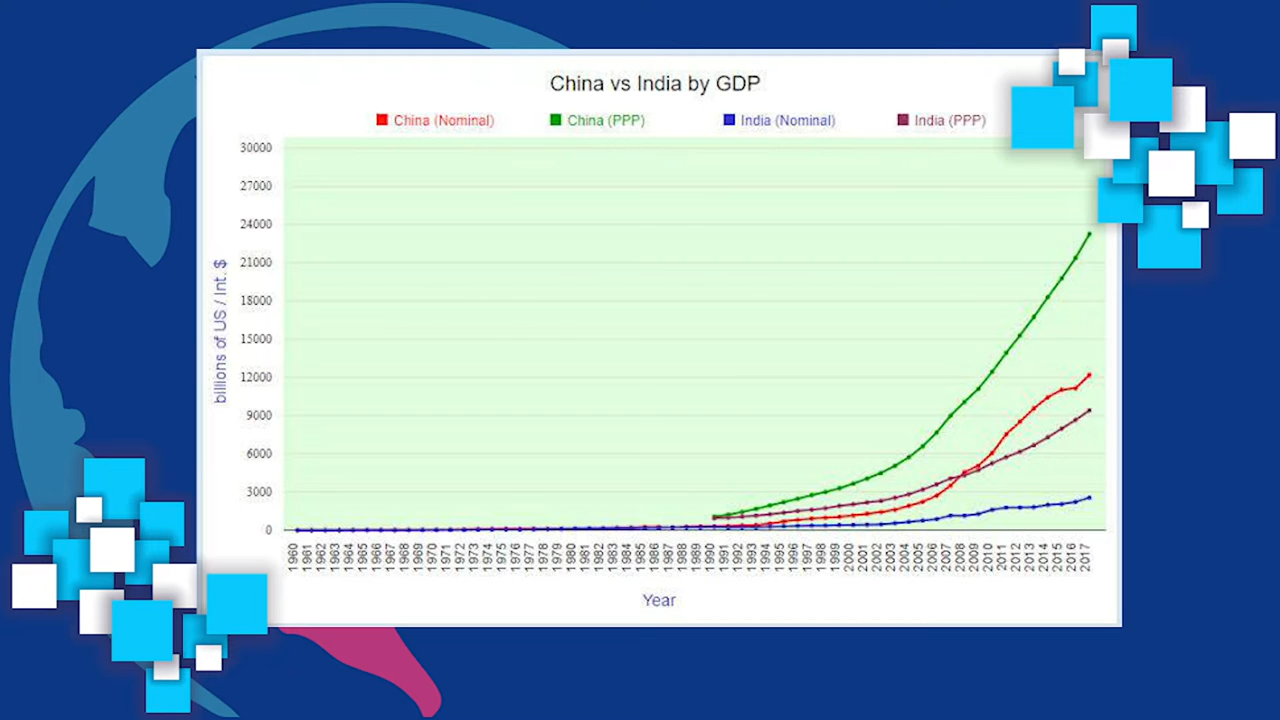 China vs India by GDP
China (Nominal) China (PPP) India (Nominal) India (PPP)
30000
27000
24000
21000
18000
15000
12000
9000
6000
3000
0
billions of US / Int. $
1960 1961 1962 1963 1964 1965 1966 1967 1968 1969 1970 1971 1972 1973 1974 1975 1976 1977 1978 1979 1980 1981 1982 1983 1984 1985 1986 1987 1988 1989 1990 1991 1992 1993 1994 1995 1996 1997 1998 1999 2000 2001 2002 2003 2004 2005 2006 2007 2008 2009 2010 2011 2012 2013 2014 2015 2016 2017
Year